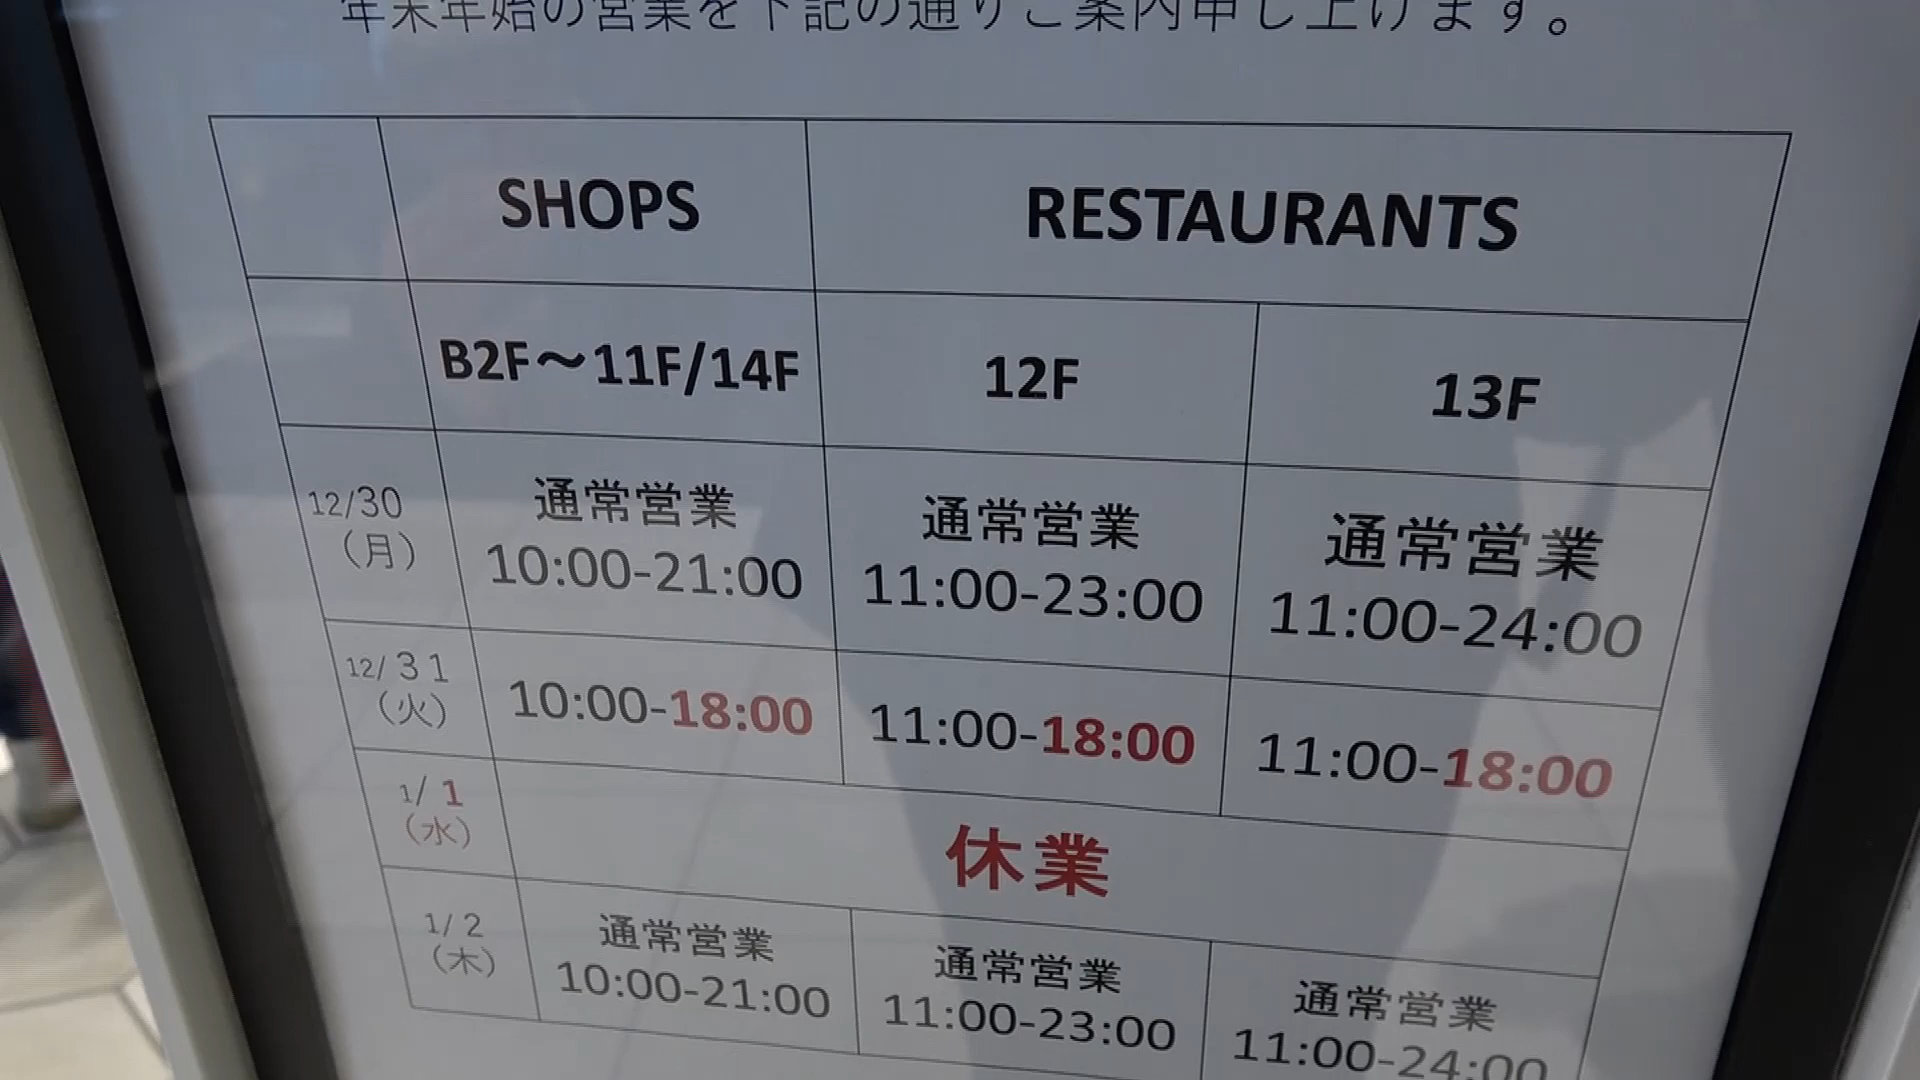 年末年始の営業を下記の通りご案内申し上げます。
SHOPS
RESTAURANTS
B2F～11F/14F
12F
13F
12/30
（月）
通常営業
10:00-21:00
通常営業
11:00-23:00
通常営業
11:00-24:00
12/31
（火）
10:00-18:00
11:00-18:00
11:00-18:00
1/1
（水）
休業
1/2
（木）
通常営業
10:00-21:00
通常営業
11:00-23:00
通常営業
11:00-24:00